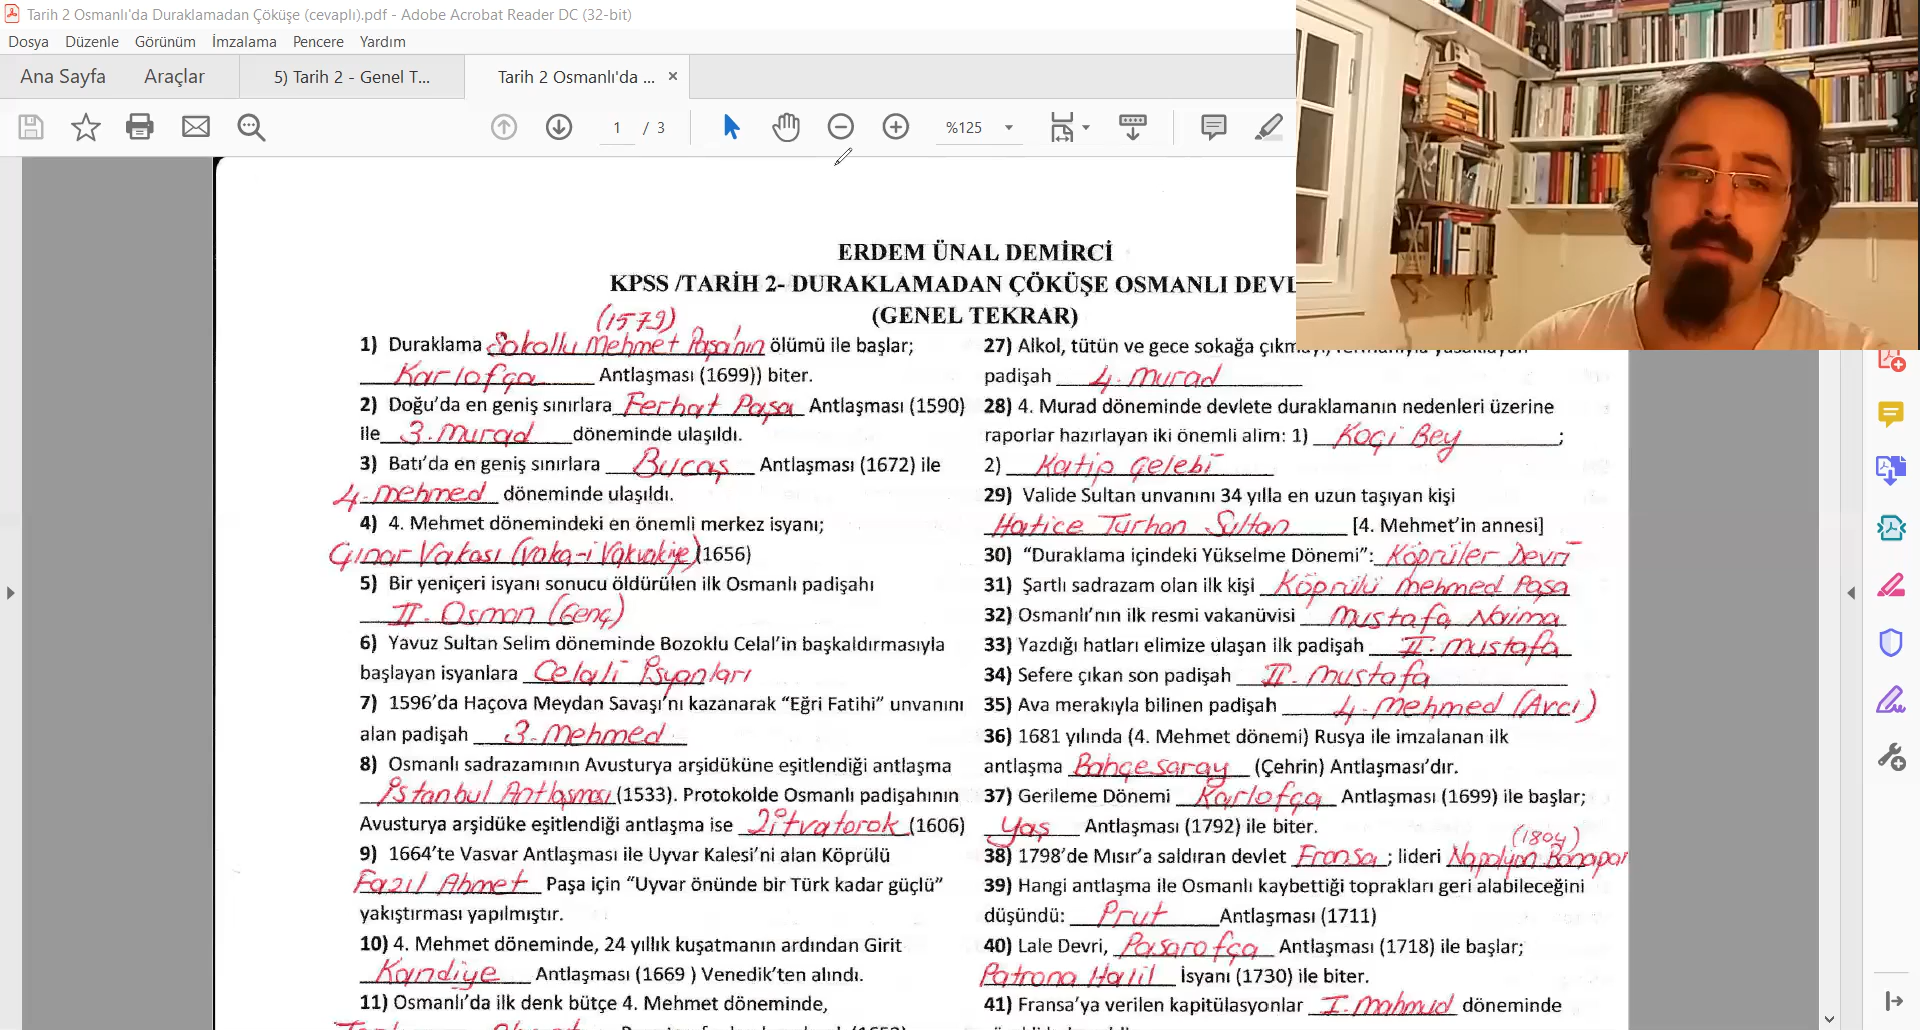 Tarih 2 Osmanlı'da Duraklamadan Çöküşe (cevaplı).pdf - Adobe Acrobat Reader DC (32-bit)
Dosya Düzenle Görünüm İmzalama Pencere Yardım
Ana Sayfa Araçlar 5) Tarih 2 - Genel T... Tarih 2 Osmanlı'da ... ×
1 / 3 %125
ERDEM ÜNAL DEMİRCİ
KPSS /TARİH 2- DURAKLAMADAN ÇÖKÜŞE OSMANLI DEVL
(GENEL TEKRAR)
(1579)
1) Duraklama Sokollu Mehmet Paşa'nın ölümü ile başlar;
Karlofça Antlaşması (1699)) biter.
2) Doğu'da en geniş sınırlara Ferhat Paşa Antlaşması (1590)
ile 3. Murad döneminde ulaşıldı.
3) Batı'da en geniş sınırlara Bucaş Antlaşması (1672) ile
4. mehmed döneminde ulaşıldı.
4) 4. Mehmet dönemindeki en önemli merkez isyanı;
Çınar Vakası (Vaka-i Vakvakiye) (1656)
5) Bir yeniçeri isyanı sonucu öldürülen ilk Osmanlı padişahı
II. Osman (Genç)
6) Yavuz Sultan Selim döneminde Bozoklu Celal'in başkaldırmasıyla
başlayan isyanlara Celali İsyanları
7) 1596'da Haçova Meydan Savaşı'nı kazanarak "Eğri Fatihi" unvanını
alan padişah 3. mehmed
8) Osmanlı sadrazamının Avusturya arşidüküne eşitlendiği antlaşma
İstanbul Antlaşması (1533). Protokolde Osmanlı padişahının
Avusturya arşidüke eşitlendiği antlaşma ise Zitvatorok (1606)
9) 1664'te Vasvar Antlaşması ile Uyvar Kalesi'ni alan Köprülü
Fazıl Ahmet Paşa için "Uyvar önünde bir Türk kadar güçlü"
yakıştırması yapılmıştır.
10) 4. Mehmet döneminde, 24 yıllık kuşatmanın ardından Girit
Kandiye Antlaşması (1669 ) Venedik'ten alındı.
11) Osmanlı'da ilk denk bütçe 4. Mehmet döneminde,
27) Alkol, tütün ve gece sokağa
padişah 4. Murad
28) 4. Murad döneminde devlete duraklamanın nedenleri üzerine
raporlar hazırlayan iki önemli alim: 1) Koçi Bey ;
2) Katip Çelebi
29) Valide Sultan unvanını 34 yılla en uzun taşıyan kişi
Hatice Turhan Sultan [4. Mehmet'in annesi]
30) "Duraklama içindeki Yükselme Dönemi": Köprüler Devri
31) Şartlı sadrazam olan ilk kişi Köprülü Mehmed Paşa
32) Osmanlı'nın ilk resmi vakanüvisi Mustafa Naima
33) Yazdığı hatları elimize ulaşan ilk padişah II. mustafa
34) Sefere çıkan son padişah II. mustafa
35) Ava merakıyla bilinen padişah 4. Mehmed (Avcı)
36) 1681 yılında (4. Mehmet dönemi) Rusya ile imzalanan ilk
antlaşma Bahçesaray (Çehrin) Antlaşması'dır.
37) Gerileme Dönemi Karlofça Antlaşması (1699) ile başlar;
Yaş Antlaşması (1792) ile biter.
(1804)
38) 1798'de Mısır'a saldıran devlet Fransa ; lideri Napolyon Bonapar
39) Hangi antlaşma ile Osmanlı kaybettiği toprakları geri alabileceğini
düşündü: Prut Antlaşması (1711)
40) Lale Devri, Pasarofça Antlaşması (1718) ile başlar;
Patrona Halil İsyanı (1730) ile biter.
41) Fransa'ya verilen kapitülasyonlar I. mahmud döneminde